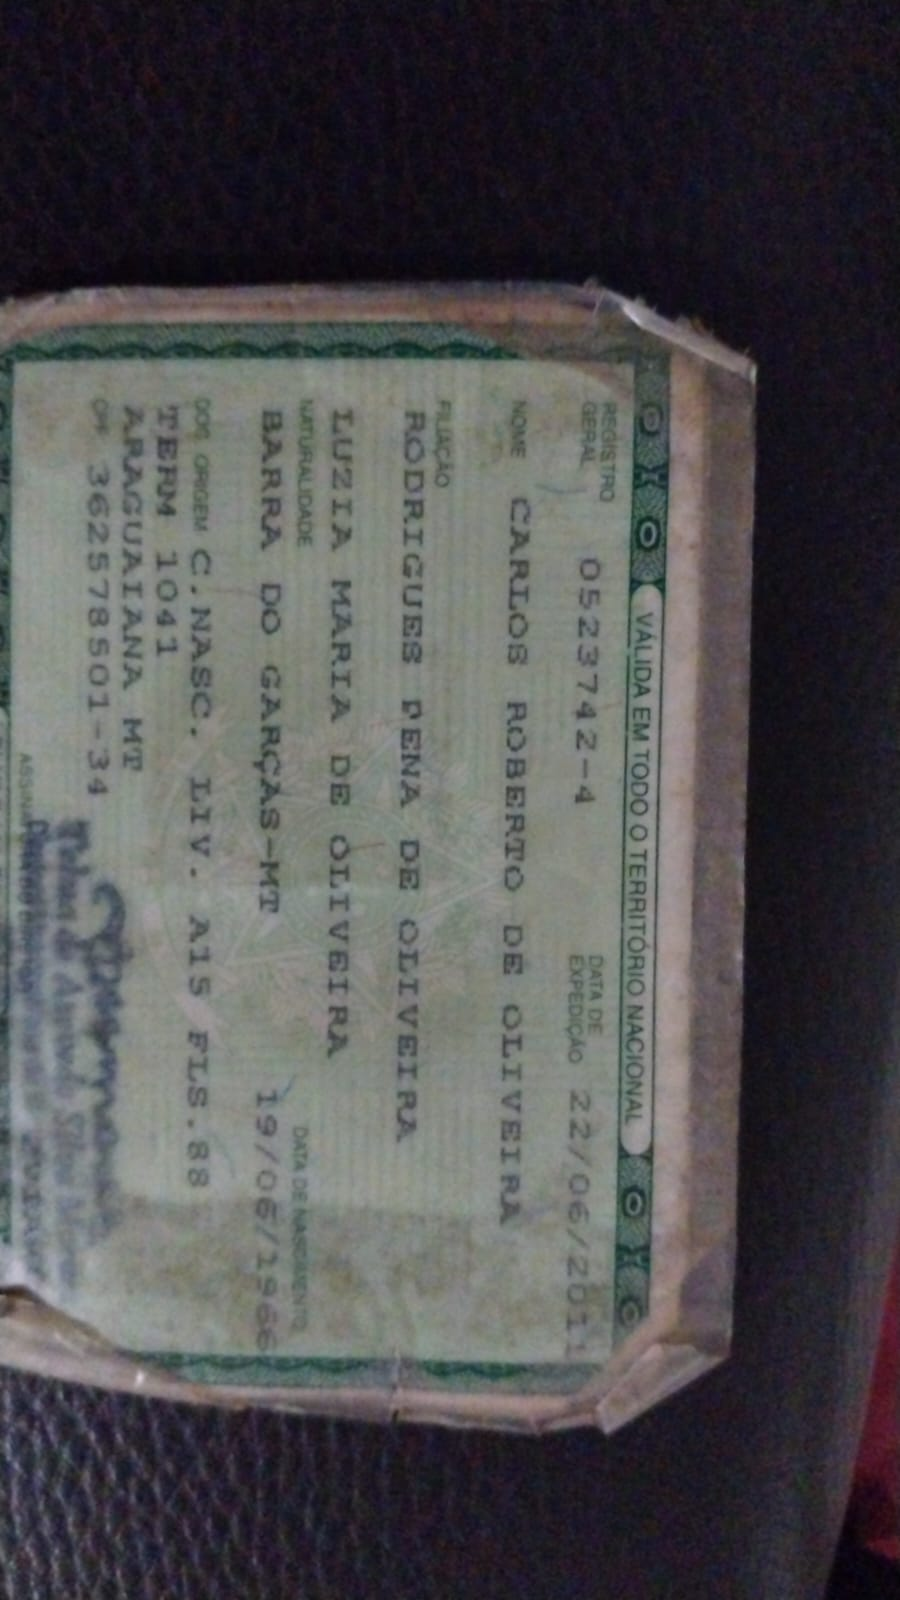 VÁLIDA EM TODO O TERRITÓRIO NACIONAL
REGISTRO GERAL 0523742-4 DATA DE EXPEDIÇÃO 22/06/2011
NOME CARLOS ROBERTO DE OLIVEIRA
FILIAÇÃO
RODRIGUES PENA DE OLIVEIRA
LUZIA MARIA DE OLIVEIRA
NATURALIDADE DATA DE NASCIMENTO
BARRA DO GARÇAS-MT 19/06/1966
DOC ORIGEM C.NASC. LIV. A15 FLS.88
TERM 1041
ARAGUAIANA MT
CPF 362578501-34